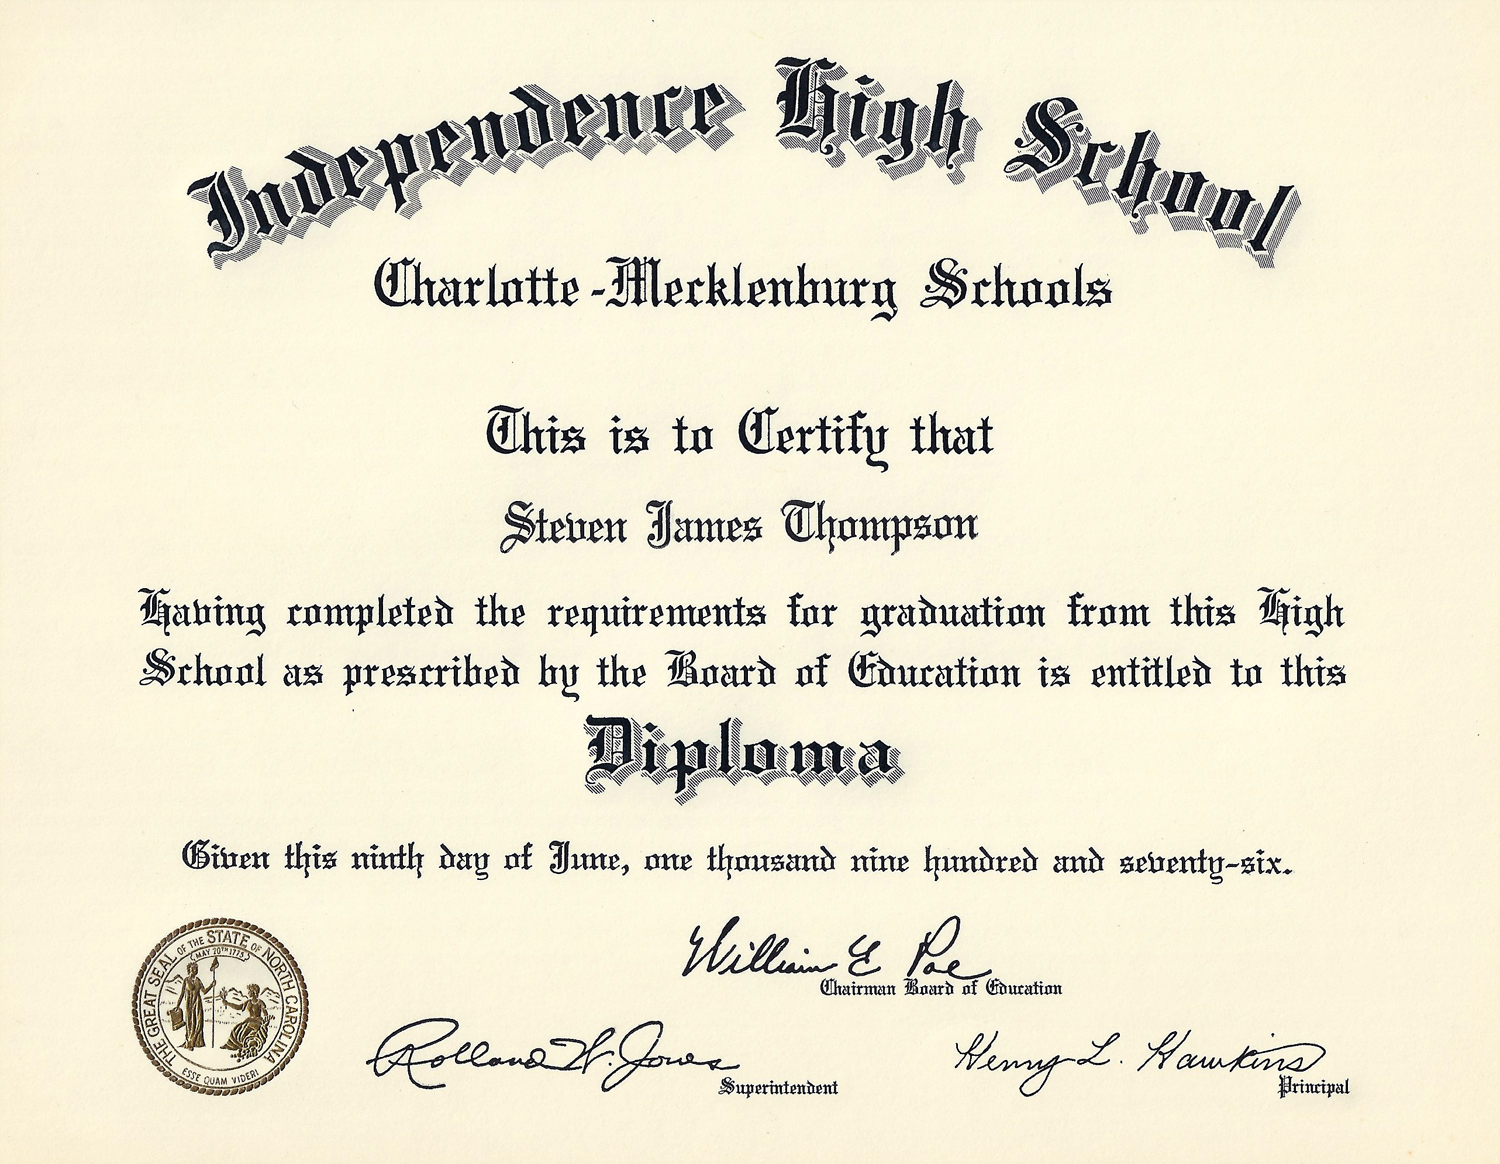 Independence High School
Charlotte-Mecklenburg Schools
This is to Certify that
Steven James Thompson
Having completed the requirements for graduation from this High
School as prescribed by the Board of Education is entitled to this
Diploma
Given this ninth day of June, one thousand nine hundred and seventy-six.
THE GREAT SEAL OF THE STATE OF NORTH CAROLINA
MAY 20TH 1775
ESSE QUAM VIDERI
William E Poe
Chairman Board of Education
Rolland W. Jones
Superintendent
Henry L. Hawkins
Principal